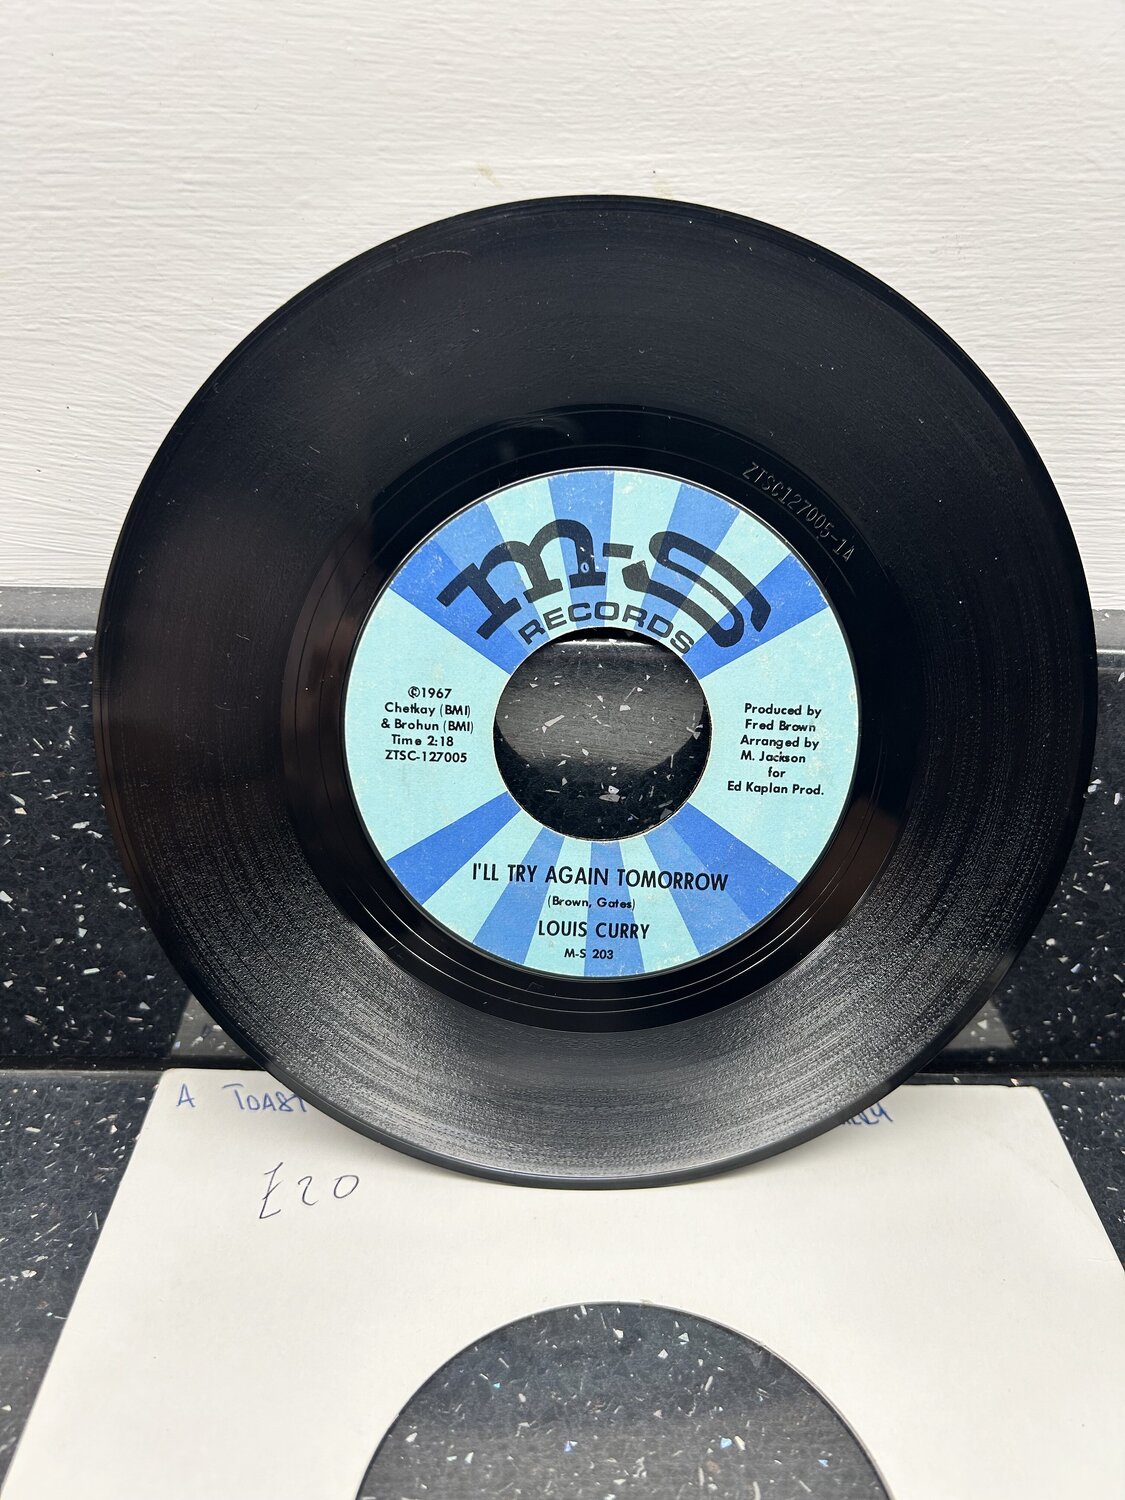 ZTSC127005-1A
m-s
RECORDS
©1967
Chetkay (BMI)
& Brohun (BMI)
Time 2:18
ZTSC-127005
Produced by
Fred Brown
Arranged by
M. Jackson
for
Ed Kaplan Prod.
I'LL TRY AGAIN TOMORROW
(Brown, Gates)
LOUIS CURRY
M-S 203
A TOAST
£20